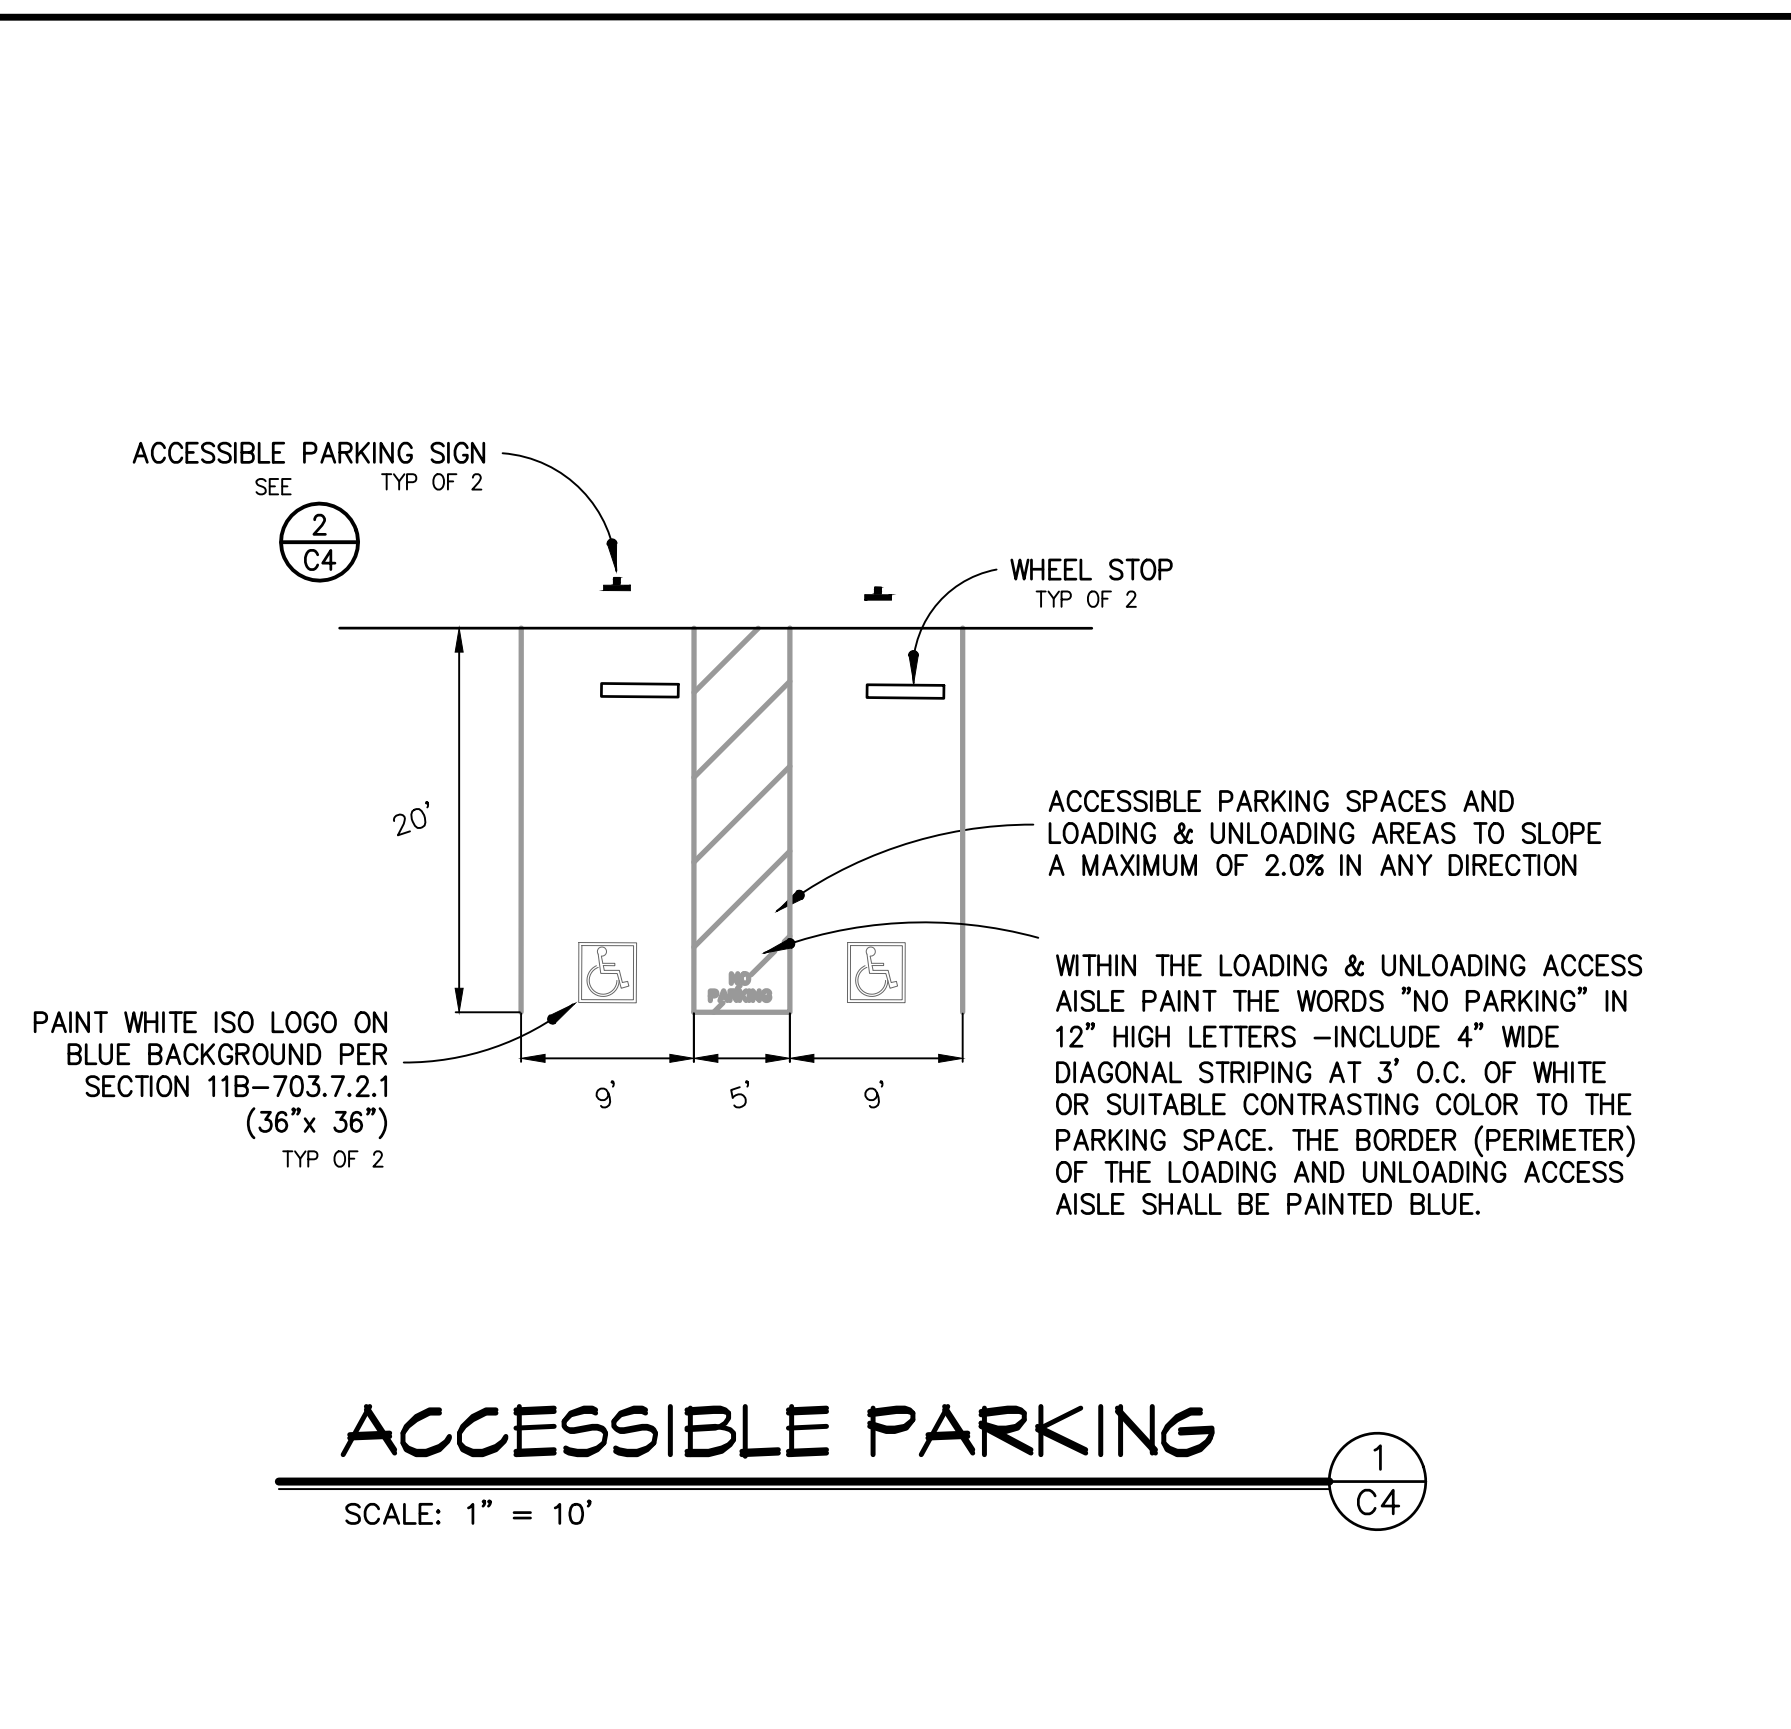 ACCESSIBLE PARKING SIGN
SEE TYP OF 2
2
C4
WHEEL STOP
TYP OF 2
20'
ACCESSIBLE PARKING SPACES AND
LOADING & UNLOADING AREAS TO SLOPE
A MAXIMUM OF 2.0% IN ANY DIRECTION
WITHIN THE LOADING & UNLOADING ACCESS
AISLE PAINT THE WORDS "NO PARKING" IN
12" HIGH LETTERS –INCLUDE 4" WIDE
DIAGONAL STRIPING AT 3' O.C. OF WHITE
OR SUITABLE CONTRASTING COLOR TO THE
PARKING SPACE. THE BORDER (PERIMETER)
OF THE LOADING AND UNLOADING ACCESS
AISLE SHALL BE PAINTED BLUE.
NO
PARKING
PAINT WHITE ISO LOGO ON
BLUE BACKGROUND PER
SECTION 11B–703.7.2.1
(36"x 36")
TYP OF 2
9' 5' 9'
ACCESSIBLE PARKING
SCALE: 1" = 10'
1
C4